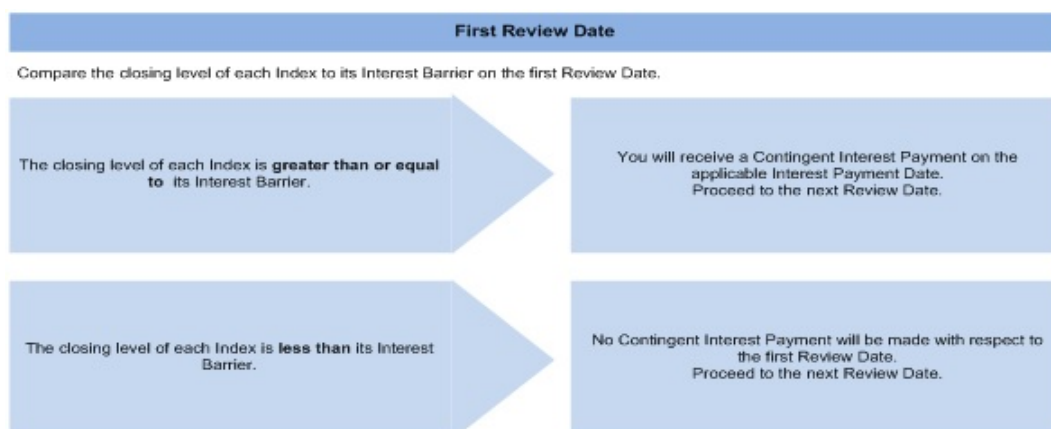 First Review Date
Compare the closing level of each Index to its Interest Barrier on the first Review Date.
The closing level of each Index is greater than or equal
to its Interest Barrier.
You will receive a Contingent Interest Payment on the
applicable Interest Payment Date.
Proceed to the next Review Date.
The closing level of each Index is less than its Interest
Barrier.
No Contingent Interest Payment will be made with respect to
the first Review Date.
Proceed to the next Review Date.